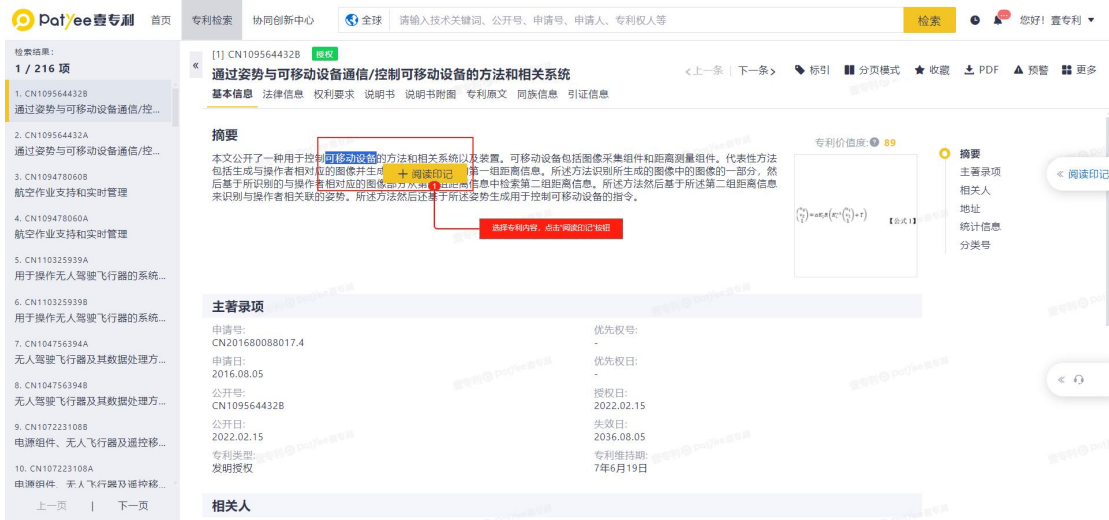 Patyee壹专利
首页
专利检索
协同创新中心
全球
请输入技术关键词、公开号、申请号、申请人、专利权人等
检索
您好！壹专利 ▼
检索结果:
1 / 216 项
1. CN109564432B
通过姿势与可移动设备通信/控...
2. CN109564432A
通过姿势与可移动设备通信/控...
3. CN109478060B
航空作业支持和实时管理
4. CN109478060A
航空作业支持和实时管理
5. CN110325939A
用于操作无人驾驶飞行器的系统...
6. CN110325939B
用于操作无人驾驶飞行器的系统...
7. CN104756394A
无人驾驶飞行器及其数据处理方...
8. CN104756394B
无人驾驶飞行器及其数据处理方...
9. CN107223108B
电源组件、无人飞行器及遥控移...
10. CN107223108A
电源组件、无人飞行器及遥控移...
上一页 | 下一页
«
[1] CN109564432B 授权
通过姿势与可移动设备通信/控制可移动设备的方法和相关系统
<上一条 | 下一条>
标引
分页模式
收藏
PDF
预警
更多
基本信息 法律信息 权利要求 说明书 说明书附图 专利原文 同族信息 引证信息
摘要
本文公开了一种用于控制可移动设备的方法和相关系统以及装置。可移动设备包括图像采集组件和距离测量组件。代表性方法
包括生成与操作者相对应的图像并生成第一组距离信息。所述方法识别所生成的图像中的图像的一部分，然
后基于所识别的与操作者相对应的图像部分从第一组距离信息中检索第二组距离信息。所述方法然后基于所述第二组距离信息
来识别与操作者相关联的姿势。所述方法然后还基于所述姿势生成用于控制可移动设备的指令。
+ 阅读印记
1
选择专利内容，点击“阅读印记”按钮
专利价值度: 89
【公式 1】
摘要
主著录项
相关人
地址
统计信息
分类号
« 阅读印记
主著录项
申请号:
CN201680088017.4
优先权号:
-
申请日:
2016.08.05
优先权日:
-
公开号:
CN109564432B
授权日:
2022.02.15
公开日:
2022.02.15
失效日:
2036.08.05
专利类型:
发明授权
专利维持期:
7年6月19日
相关人